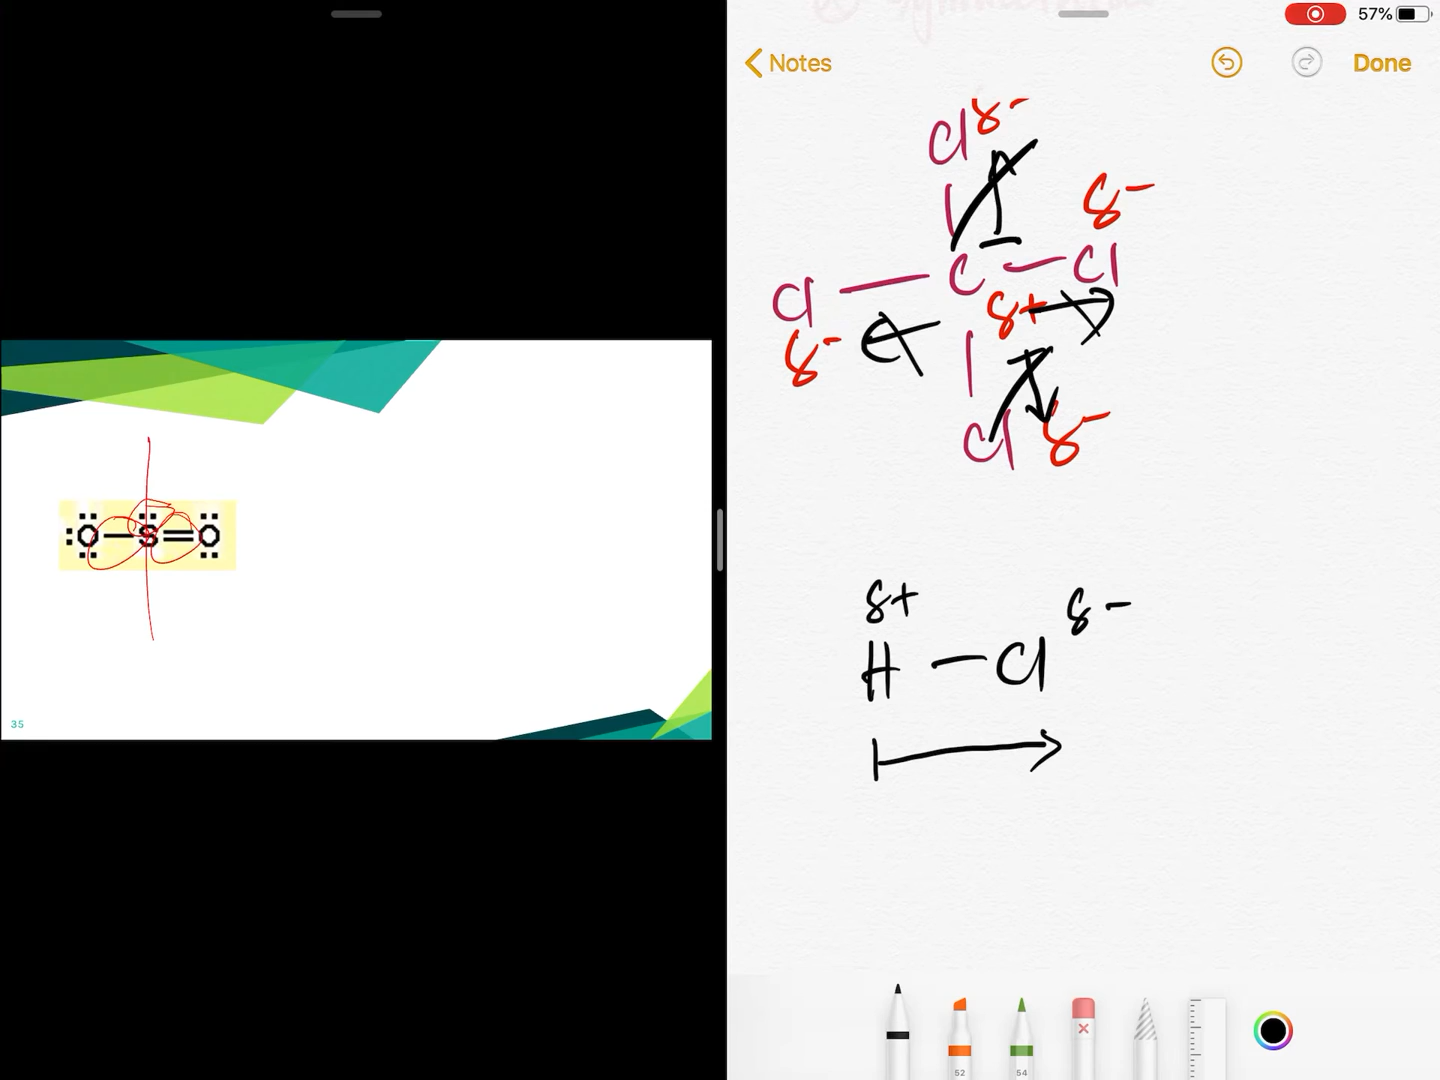 57%
Notes
Done
Cl δ-
δ-
Cl — C — Cl
δ- δ+
Cl δ-
:O — S = O
35
δ+ δ-
H — Cl
52 54